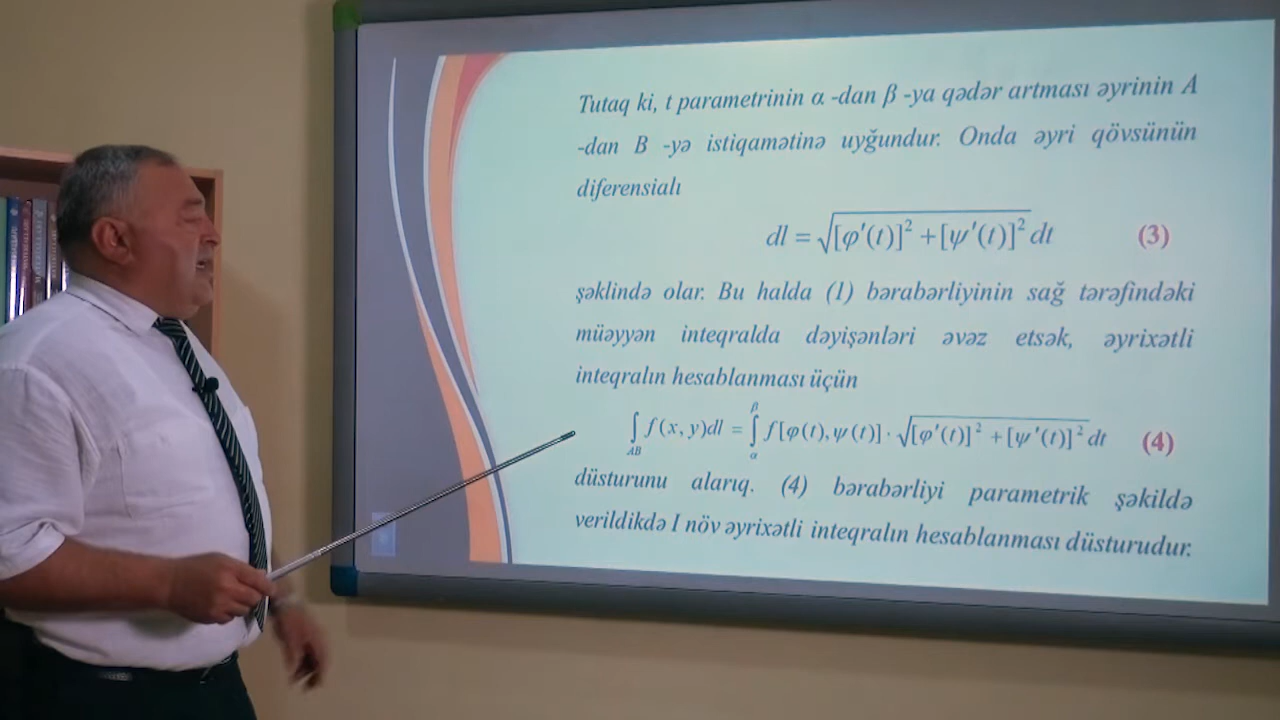 Tutaq ki, t parametrinin α -dan β -ya qədər artması əyrinin A
-dan B -yə istiqamətinə uyğundur. Onda əyri qövsünün
diferensialı
dl = √[φ′(t)]² + [ψ′(t)]² dt (3)
şəklində olar. Bu halda (1) bərabərliyinin sağ tərəfindəki
müəyyən inteqralda dəyişənləri əvəz etsək, əyrixətli
inteqralın hesablanması üçün
∫AB f(x, y)dl = ∫αβ f[φ(t), ψ(t)] · √[φ′(t)]² + [ψ′(t)]² dt (4)
düsturunu alarıq. (4) bərabərliyi parametrik şəkildə
verildikdə I növ əyrixətli inteqralın hesablanması düsturudur.